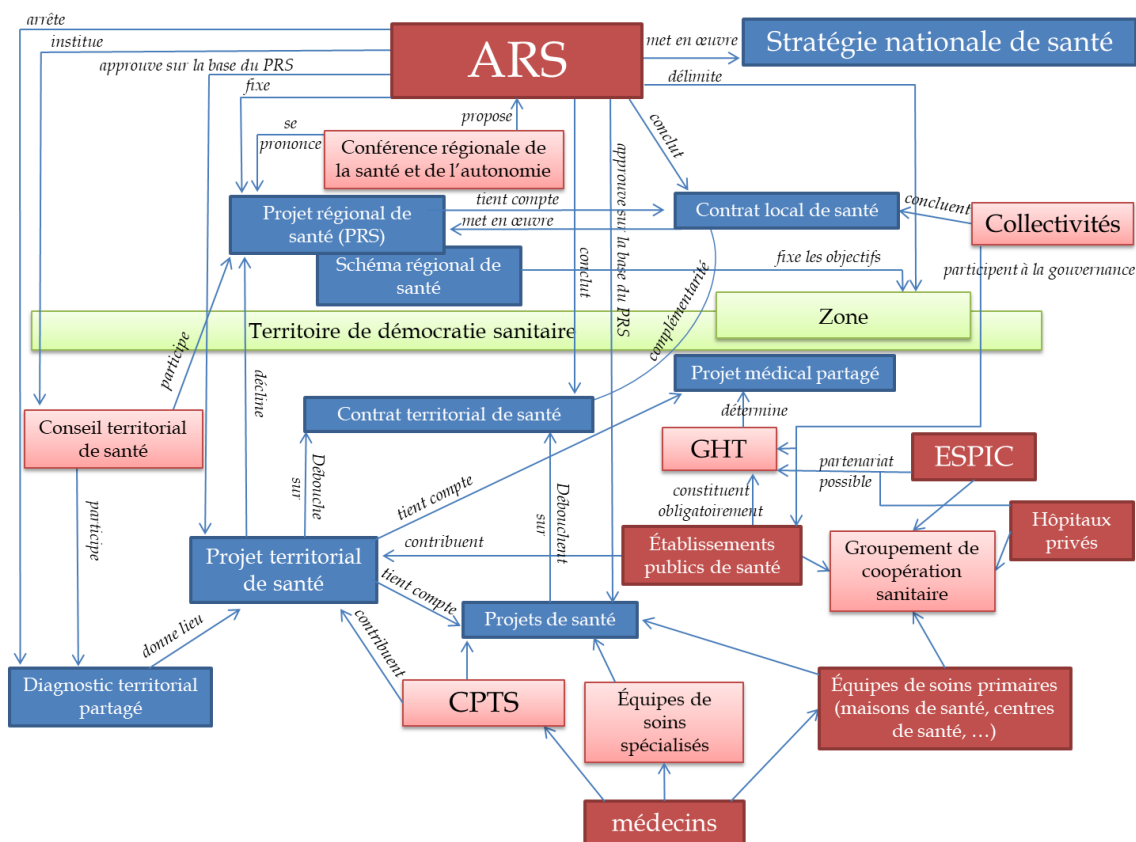 arrête
institue
approuve sur la base du PRS
fixe
ARS
met en œuvre
Stratégie nationale de santé
délimite
propose
se
prononce
Conférence régionale de
la santé et de l’autonomie
conclut
approuve sur la base du PRS
Projet régional de
santé (PRS)
tient compte
met en œuvre
Contrat local de santé
concluent
Collectivités
Schéma régional de
santé
conclut
fixe les objectifs
participent à la gouvernance
complémentarité
Territoire de démocratie sanitaire
Zone
participe
décline
Projet médical partagé
Contrat territorial de santé
détermine
Conseil territorial
de santé
GHT
ESPIC
partenariat
possible
Débouche
sur
tient compte
Débouchent
sur
constituent
obligatoirement
Hôpitaux
privés
participe
Projet territorial
de santé
contribuent
Établissements
publics de santé
Groupement de
coopération
sanitaire
tient compte
Projets de santé
donne lieu
contribuent
Diagnostic territorial
partagé
CPTS
Équipes de
soins
spécialisés
Équipes de soins primaires
(maisons de santé, centres
de santé, …)
médecins